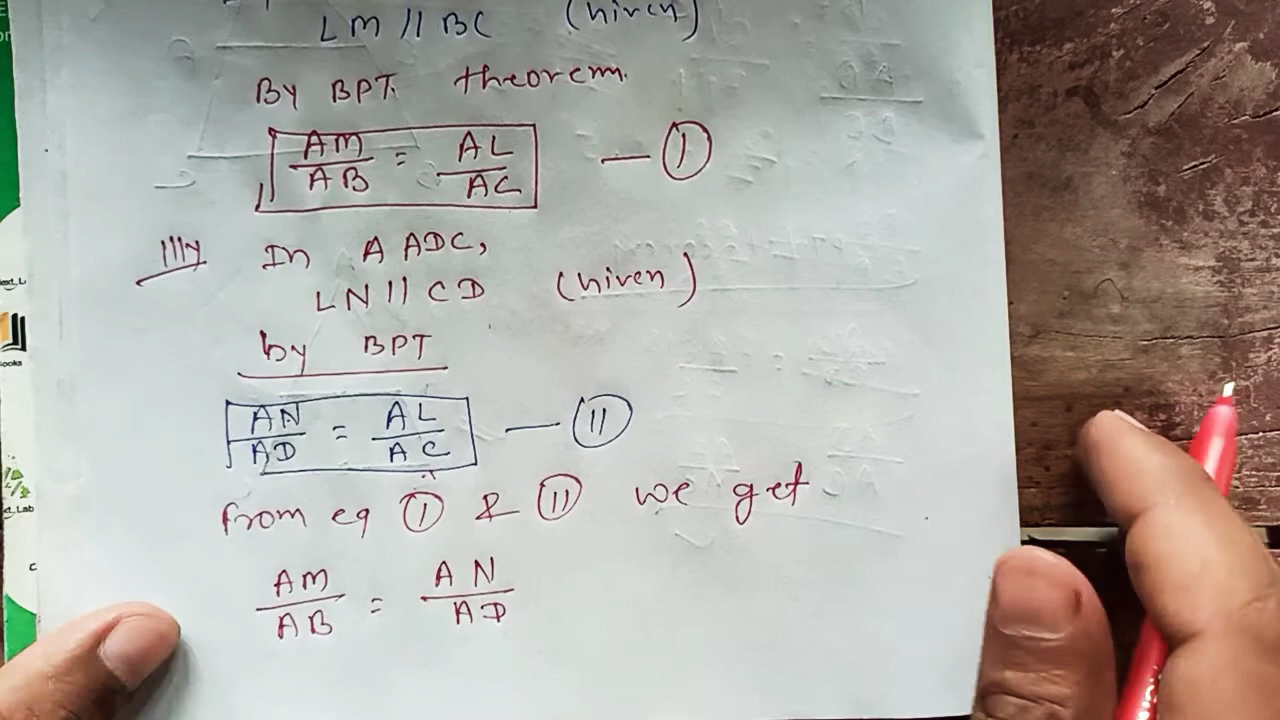 LM // BC (Given)
By BPT. theorem.
AM/AB = AL/AC — I
|||ly In Δ ADC,
LN // CD (Given)
by BPT
AN/AD = AL/AC — II
From eq I & II we get
AM/AB = AN/AD